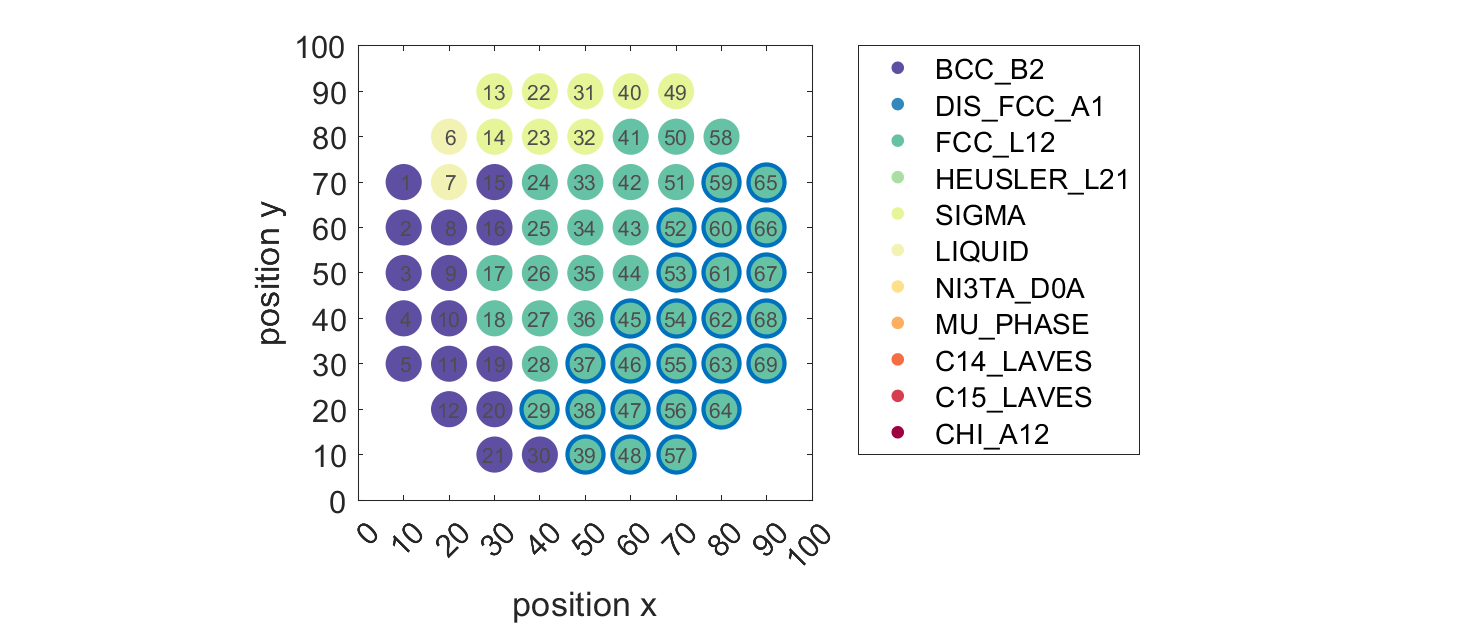 100
90
80
70
60
50
40
30
20
10
0
position y
13 22 31 40 49
6 14 23 32 41 50 58
1 7 15 24 33 42 51 59 65
2 8 16 25 34 43 52 60 66
3 9 17 26 35 44 53 61 67
4 10 18 27 36 45 54 62 68
5 11 19 28 37 46 55 63 69
12 20 29 38 47 56 64
21 30 39 48 57
0 10 20 30 40 50 60 70 80 90 100
position x
BCC_B2
DIS_FCC_A1
FCC_L12
HEUSLER_L21
SIGMA
LIQUID
NI3TA_D0A
MU_PHASE
C14_LAVES
C15_LAVES
CHI_A12